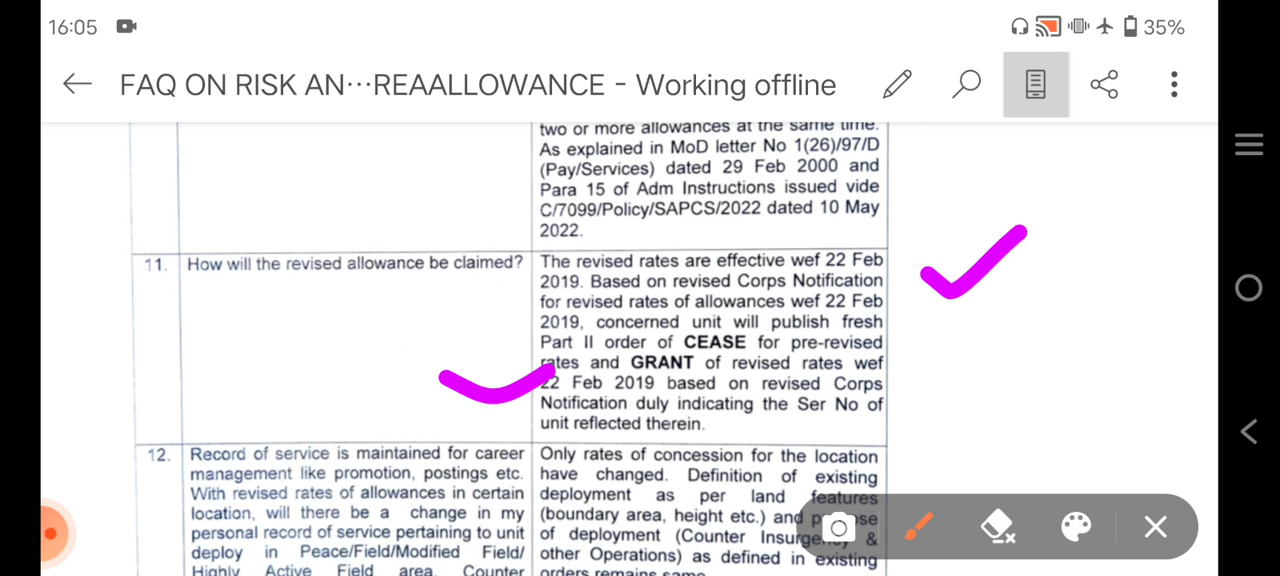 16:05
35%
FAQ ON RISK AN···REAALLOWANCE - Working offline
two or more allowances at the same time.
As explained in MoD letter No 1(26)/97/D
(Pay/Services) dated 29 Feb 2000 and
Para 15 of Adm Instructions issued vide
C/7099/Policy/SAPCS/2022 dated 10 May
2022.
11.
How will the revised allowance be claimed?
The revised rates are effective wef 22 Feb
2019. Based on revised Corps Notification
for revised rates of allowances wef 22 Feb
2019, concerned unit will publish fresh
Part II order of CEASE for pre-revised
rates and GRANT of revised rates wef
22 Feb 2019 based on revised Corps
Notification duly indicating the Ser No of
unit reflected therein.
12.
Record of service is maintained for career
management like promotion, postings etc.
With revised rates of allowances in certain
location, will there be a change in my
personal record of service pertaining to unit
deploy in Peace/Field/Modified Field/
Highly Active Field area, Counter
Only rates of concession for the location
have changed. Definition of existing
deployment as per land features
(boundary area, height etc.) and
of deployment (Counter &
other Operations) as defined in existing
orders remains same